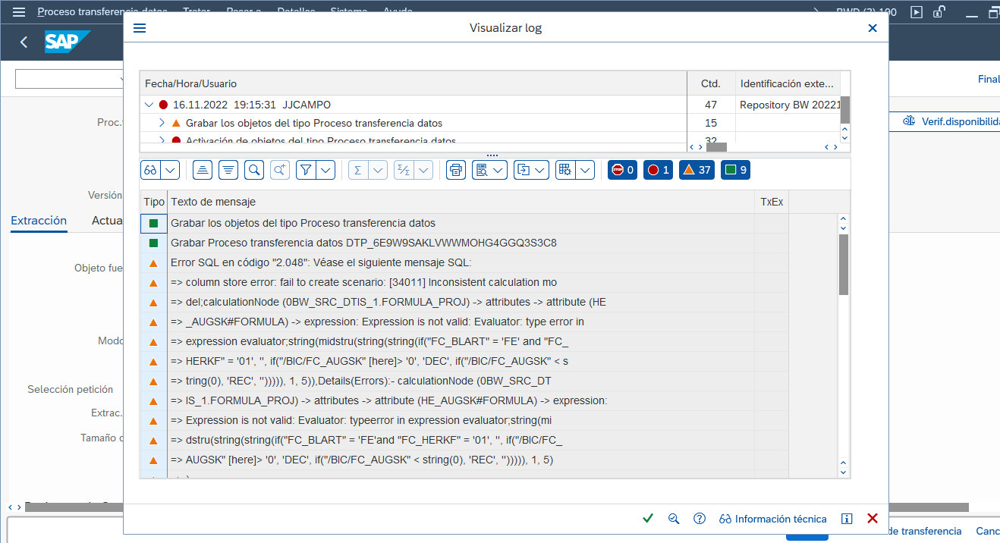 Proceso transferencia datos Tratar Pasar a Detalles Sistema Ayuda
SAP
Visualizar log
Final
Fecha/Hora/Usuario Ctd. Identificación exte...
16.11.2022 19:15:31 JJCAMPO 47 Repository BW 20221
Grabar los objetos del tipo Proceso transferencia datos 15
Activación de objetos del tipo Proceso transferencia datos 32
Proc.
Verif.disponibilida
Versión
0 1 37 9
Extracción Actua
Tipo Texto de mensaje TxEx
Grabar los objetos del tipo Proceso transferencia datos
Grabar Proceso transferencia datos DTP_6E9W9SAKLVWWMOHG4GGQ3S3C8
Objeto fue
Error SQL en código "2.048": Véase el siguiente mensaje SQL:
=> column store error: fail to create scenario: [34011] Inconsistent calculation mo
=> del;calculationNode (0BW_SRC_DTIS_1.FORMULA_PROJ) -> attributes -> attribute (HE
=> _AUGSK#FORMULA) -> expression: Expression is not valid: Evaluator: type error in
Modo
=> expression evaluator;string(midstru(string(string(if("FC_BLART" = 'FE' and "FC_
=> HERKF" = '01', '', if("/BIC/FC_AUGSK" [here]> '0', 'DEC', if("/BIC/FC_AUGSK" < s
=> tring(0), 'REC', ''))))), 1, 5)),Details(Errors):- calculationNode (0BW_SRC_DT
Selección petición
=> IS_1.FORMULA_PROJ) -> attributes -> attribute (HE_AUGSK#FORMULA) -> expression:
Extrac.
=> Expression is not valid: Evaluator: typeerror in expression evaluator;string(mi
Tamaño
=> dstru(string(string(if("FC_BLART" = 'FE'and "FC_HERKF" = '01', '', if("/BIC/FC_
=> AUGSK" [here]> '0', 'DEC', if("/BIC/FC_AUGSK" < string(0), 'REC', ''))))), 1, 5)
Información técnica
de transferencia Canc